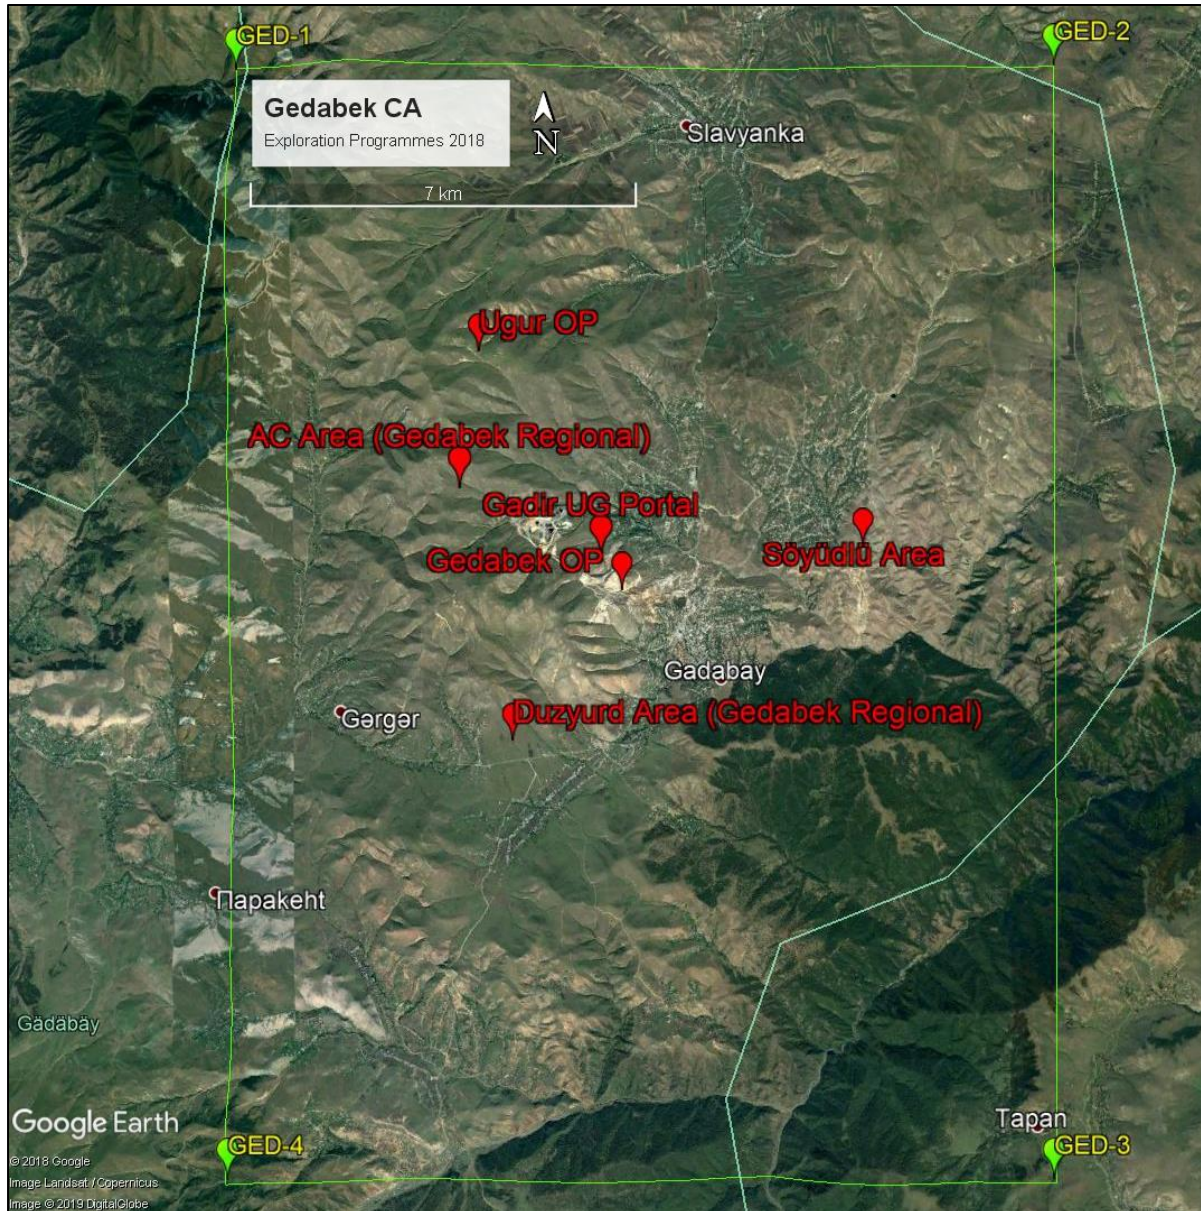 GED-1
GED-2
Gedabek CA
Exploration Programmes 2018
N
7 km
Slavyanka
Ugur OP
AC Area (Gedabek Regional)
Gadir UG Portal
Gedabek OP
Söyüdlü Area
Gadabay
Gərgər
Duzyurd Area (Gedabek Regional)
Паракент
Gädäbäy
Google Earth
Tapan
GED-4
GED-3
© 2018 Google
Image Landsat / Copernicus
Image © 2019 DigitalGlobe